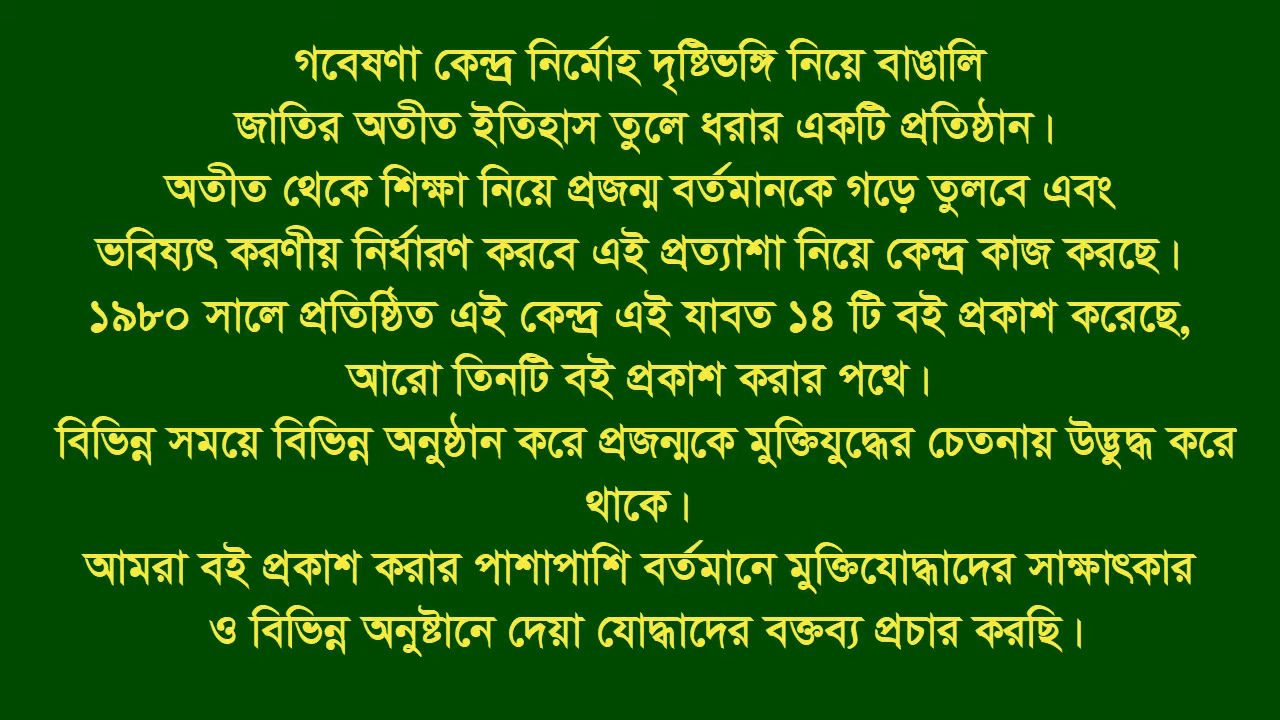 গবেষণা কেন্দ্র নির্মোহ দৃষ্টিভঙ্গি নিয়ে বাঙালি
জাতির অতীত ইতিহাস তুলে ধরার একটি প্রতিষ্ঠান।
অতীত থেকে শিক্ষা নিয়ে প্রজন্ম বর্তমানকে গড়ে তুলবে এবং
ভবিষ্যৎ করণীয় নির্ধারণ করবে এই প্রত্যাশা নিয়ে কেন্দ্র কাজ করছে।
১৯৮০ সালে প্রতিষ্ঠিত এই কেন্দ্র এই যাবত ১৪ টি বই প্রকাশ করেছে,
আরো তিনটি বই প্রকাশ করার পথে।
বিভিন্ন সময়ে বিভিন্ন অনুষ্ঠান করে প্রজন্মকে মুক্তিযুদ্ধের চেতনায় উদ্ভুদ্ধ করে
থাকে।
আমরা বই প্রকাশ করার পাশাপাশি বর্তমানে মুক্তিযোদ্ধাদের সাক্ষাৎকার
ও বিভিন্ন অনুষ্টানে দেয়া যোদ্ধাদের বক্তব্য প্রচার করছি।